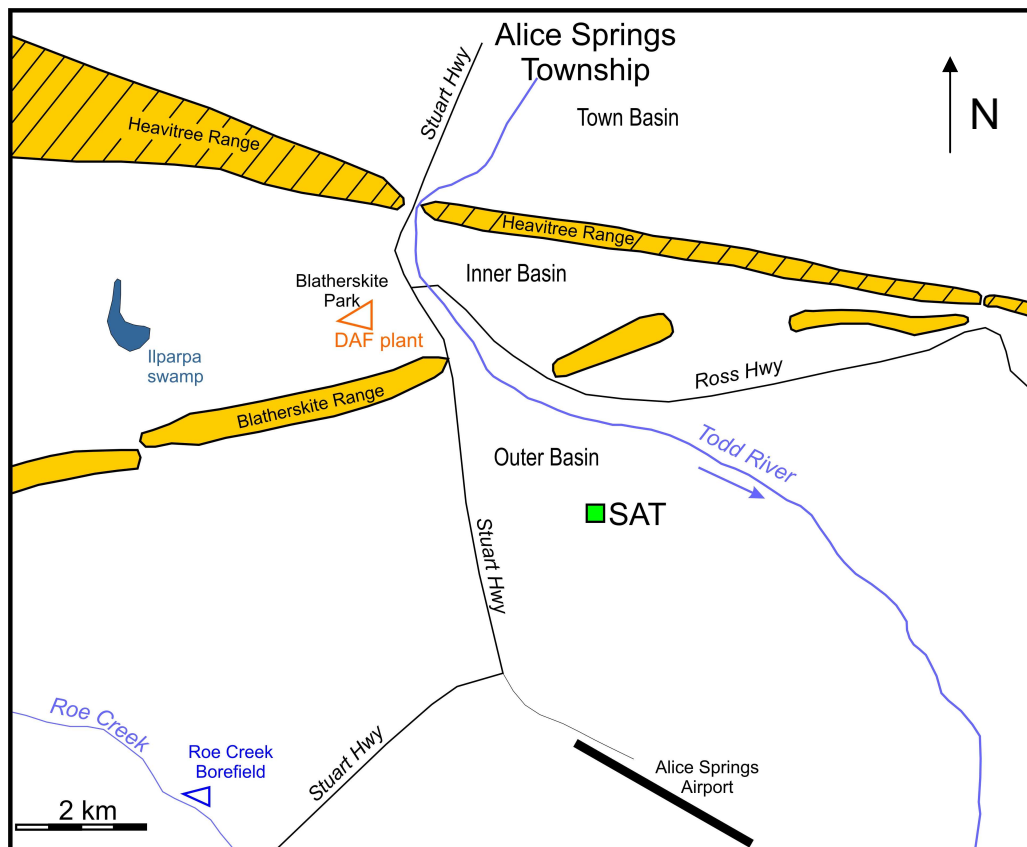 Alice Springs
Township
Stuart Hwy
Town Basin
N
Heavitree Range
Heavitree Range
Inner Basin
Blatherskite
Park
DAF plant
Ilparpa
swamp
Ross Hwy
Blatherskite Range
Todd River
Outer Basin
SAT
Stuart Hwy
Roe Creek
Roe Creek
Borefield
Stuart Hwy
Alice Springs
Airport
2 km